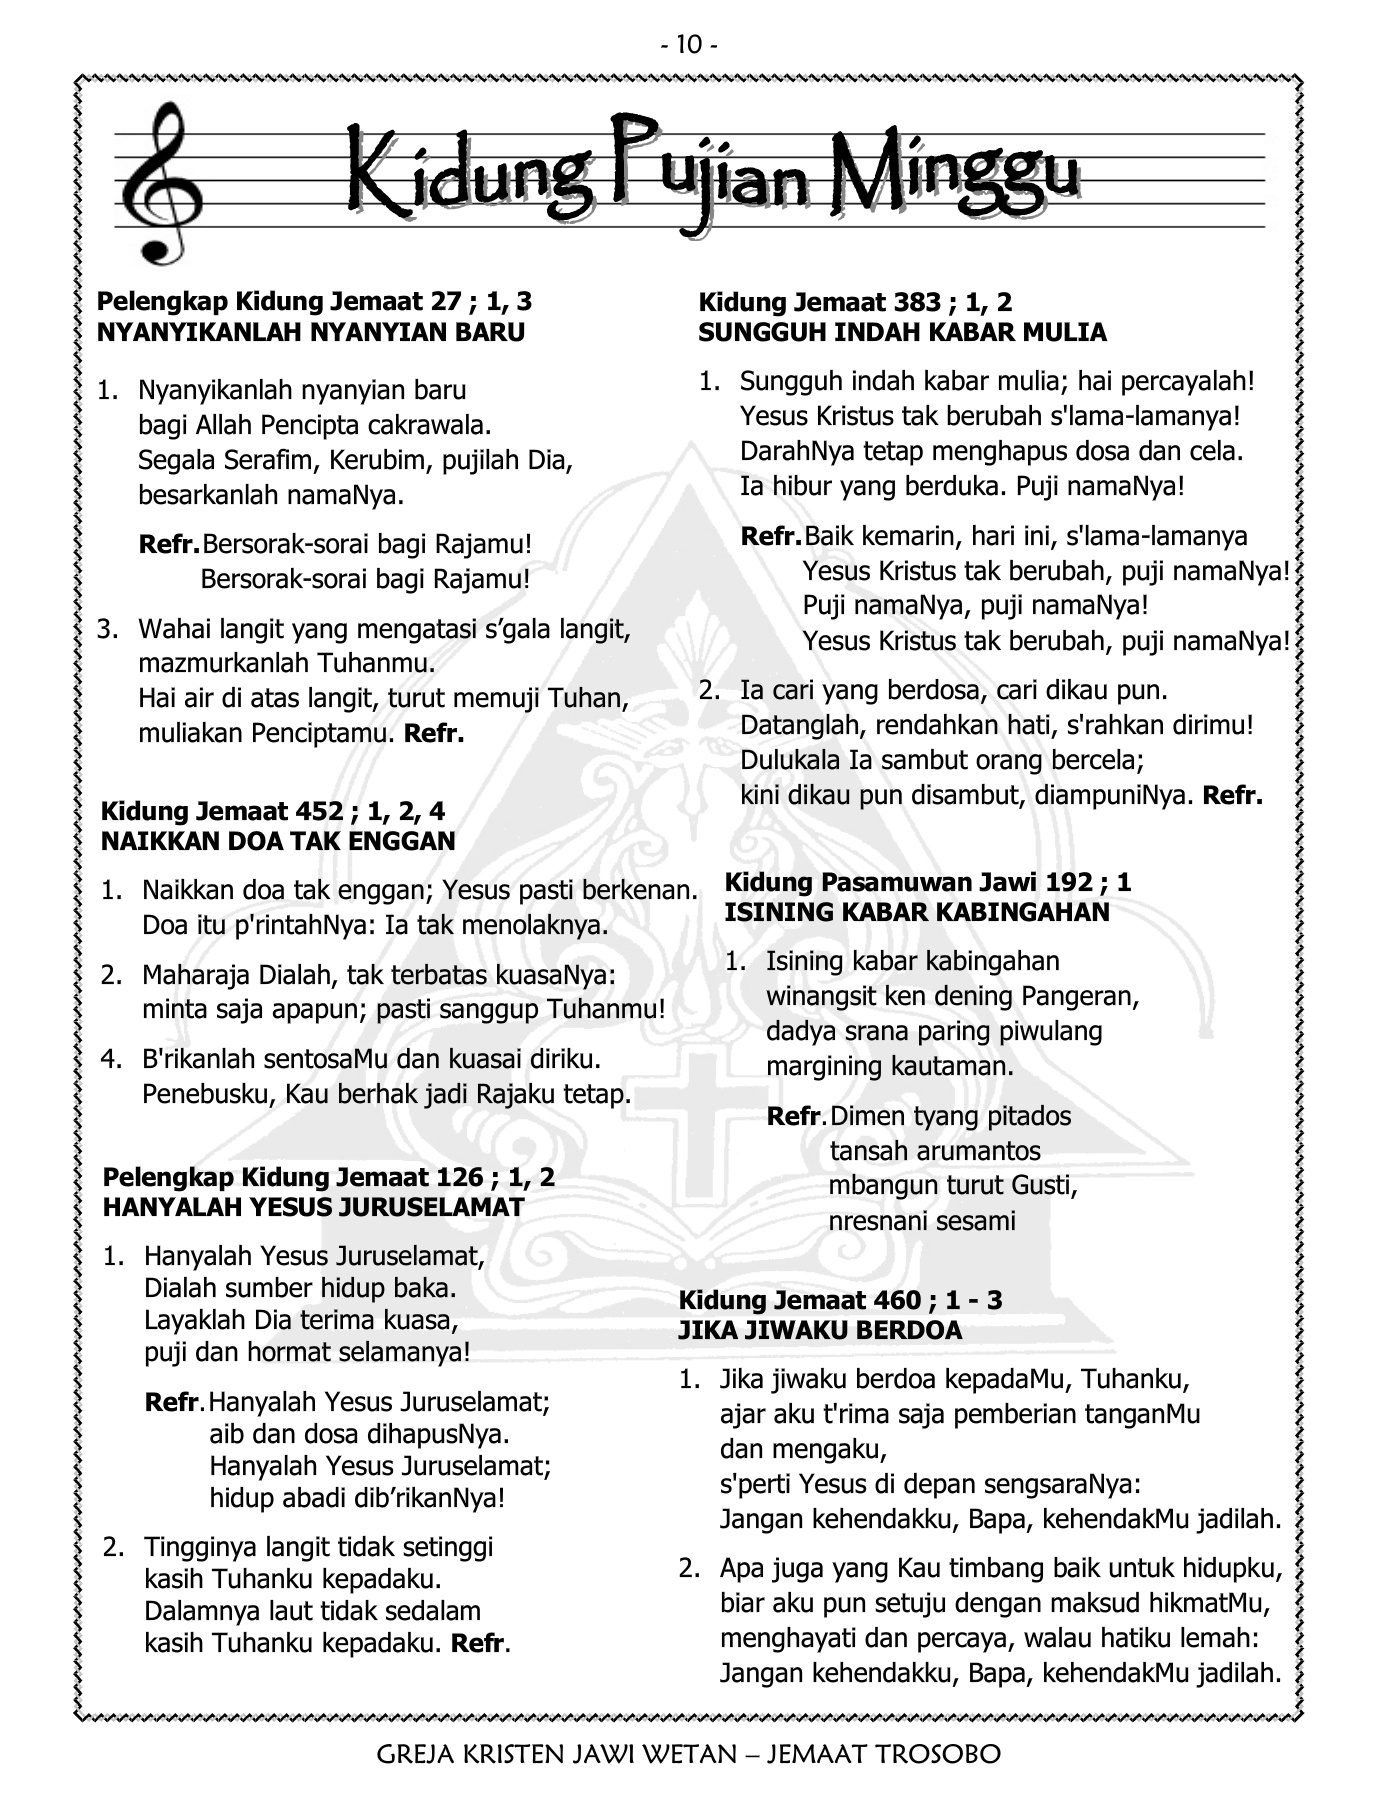 - 10 -
Kidung Pujian Minggu
Pelengkap Kidung Jemaat 27 ; 1, 3
NYANYIKANLAH NYANYIAN BARU
1. Nyanyikanlah nyanyian baru
bagi Allah Pencipta cakrawala.
Segala Serafim, Kerubim, pujilah Dia,
besarkanlah namaNya.
Refr. Bersorak-sorai bagi Rajamu!
Bersorak-sorai bagi Rajamu!
3. Wahai langit yang mengatasi s’gala langit,
mazmurkanlah Tuhanmu.
Hai air di atas langit, turut memuji Tuhan,
muliakan Penciptamu. Refr.
Kidung Jemaat 452 ; 1, 2, 4
NAIKKAN DOA TAK ENGGAN
1. Naikkan doa tak enggan; Yesus pasti berkenan.
Doa itu p'rintahNya: Ia tak menolaknya.
2. Maharaja Dialah, tak terbatas kuasaNya:
minta saja apapun; pasti sanggup Tuhanmu!
4. B'rikanlah sentosaMu dan kuasai diriku.
Penebusku, Kau berhak jadi Rajaku tetap.
Pelengkap Kidung Jemaat 126 ; 1, 2
HANYALAH YESUS JURUSELAMAT
1. Hanyalah Yesus Juruselamat,
Dialah sumber hidup baka.
Layaklah Dia terima kuasa,
puji dan hormat selamanya!
Refr. Hanyalah Yesus Juruselamat;
aib dan dosa dihapusNya.
Hanyalah Yesus Juruselamat;
hidup abadi dib’rikanNya!
2. Tingginya langit tidak setinggi
kasih Tuhanku kepadaku.
Dalamnya laut tidak sedalam
kasih Tuhanku kepadaku. Refr.
Kidung Jemaat 383 ; 1, 2
SUNGGUH INDAH KABAR MULIA
1. Sungguh indah kabar mulia; hai percayalah!
Yesus Kristus tak berubah s'lama-lamanya!
DarahNya tetap menghapus dosa dan cela.
Ia hibur yang berduka. Puji namaNya!
Refr. Baik kemarin, hari ini, s'lama-lamanya
Yesus Kristus tak berubah, puji namaNya!
Puji namaNya, puji namaNya!
Yesus Kristus tak berubah, puji namaNya!
2. Ia cari yang berdosa, cari dikau pun.
Datanglah, rendahkan hati, s'rahkan dirimu!
Dulukala Ia sambut orang bercela;
kini dikau pun disambut, diampuniNya. Refr.
Kidung Pasamuwan Jawi 192 ; 1
ISINING KABAR KABINGAHAN
1. Isining kabar kabingahan
winangsit ken dening Pangeran,
dadya srana paring piwulang
margining kautaman.
Refr. Dimen tyang pitados
tansah arumantos
mbangun turut Gusti,
nresnani sesami
Kidung Jemaat 460 ; 1 - 3
JIKA JIWAKU BERDOA
1. Jika jiwaku berdoa kepadaMu, Tuhanku,
ajar aku t'rima saja pemberian tanganMu
dan mengaku,
s'perti Yesus di depan sengsaraNya:
Jangan kehendakku, Bapa, kehendakMu jadilah.
2. Apa juga yang Kau timbang baik untuk hidupku,
biar aku pun setuju dengan maksud hikmatMu,
menghayati dan percaya, walau hatiku lemah:
Jangan kehendakku, Bapa, kehendakMu jadilah.
GREJA KRISTEN JAWI WETAN – JEMAAT TROSOBO